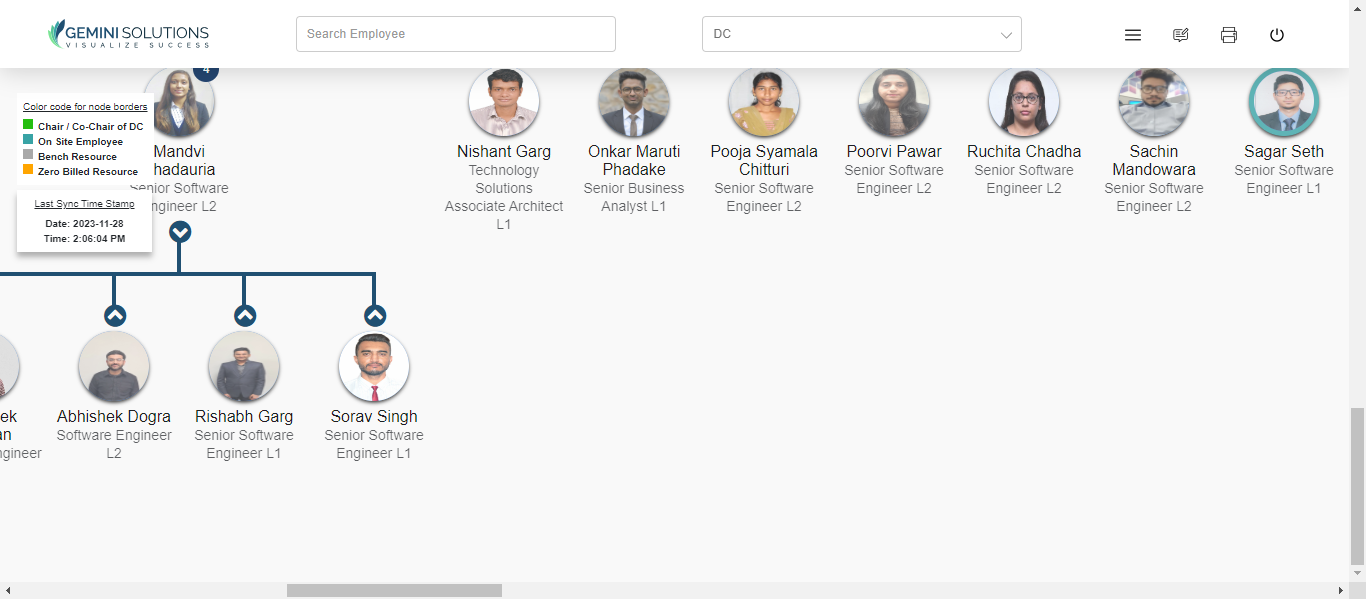 GEMINI SOLUTIONS
VISUALIZE SUCCESS
Search Employee
DC
4
Color code for node borders
Chair / Co-Chair of DC
On Site Employee
Bench Resource
Zero Billed Resource
Last Sync Time Stamp
Date: 2023-11-28
Time: 2:06:04 PM
Mandvi
hadauria
Senior Software
ngineer L2
Nishant Garg
Technology
Solutions
Associate Architect
L1
Onkar Maruti
Phadake
Senior Business
Analyst L1
Pooja Syamala
Chitturi
Senior Software
Engineer L2
Poorvi Pawar
Senior Software
Engineer L2
Ruchita Chadha
Senior Software
Engineer L2
Sachin
Mandowara
Senior Software
Engineer L2
Sagar Seth
Senior Software
Engineer L1
ek
an
ngineer
Abhishek Dogra
Software Engineer
L2
Rishabh Garg
Senior Software
Engineer L1
Sorav Singh
Senior Software
Engineer L1